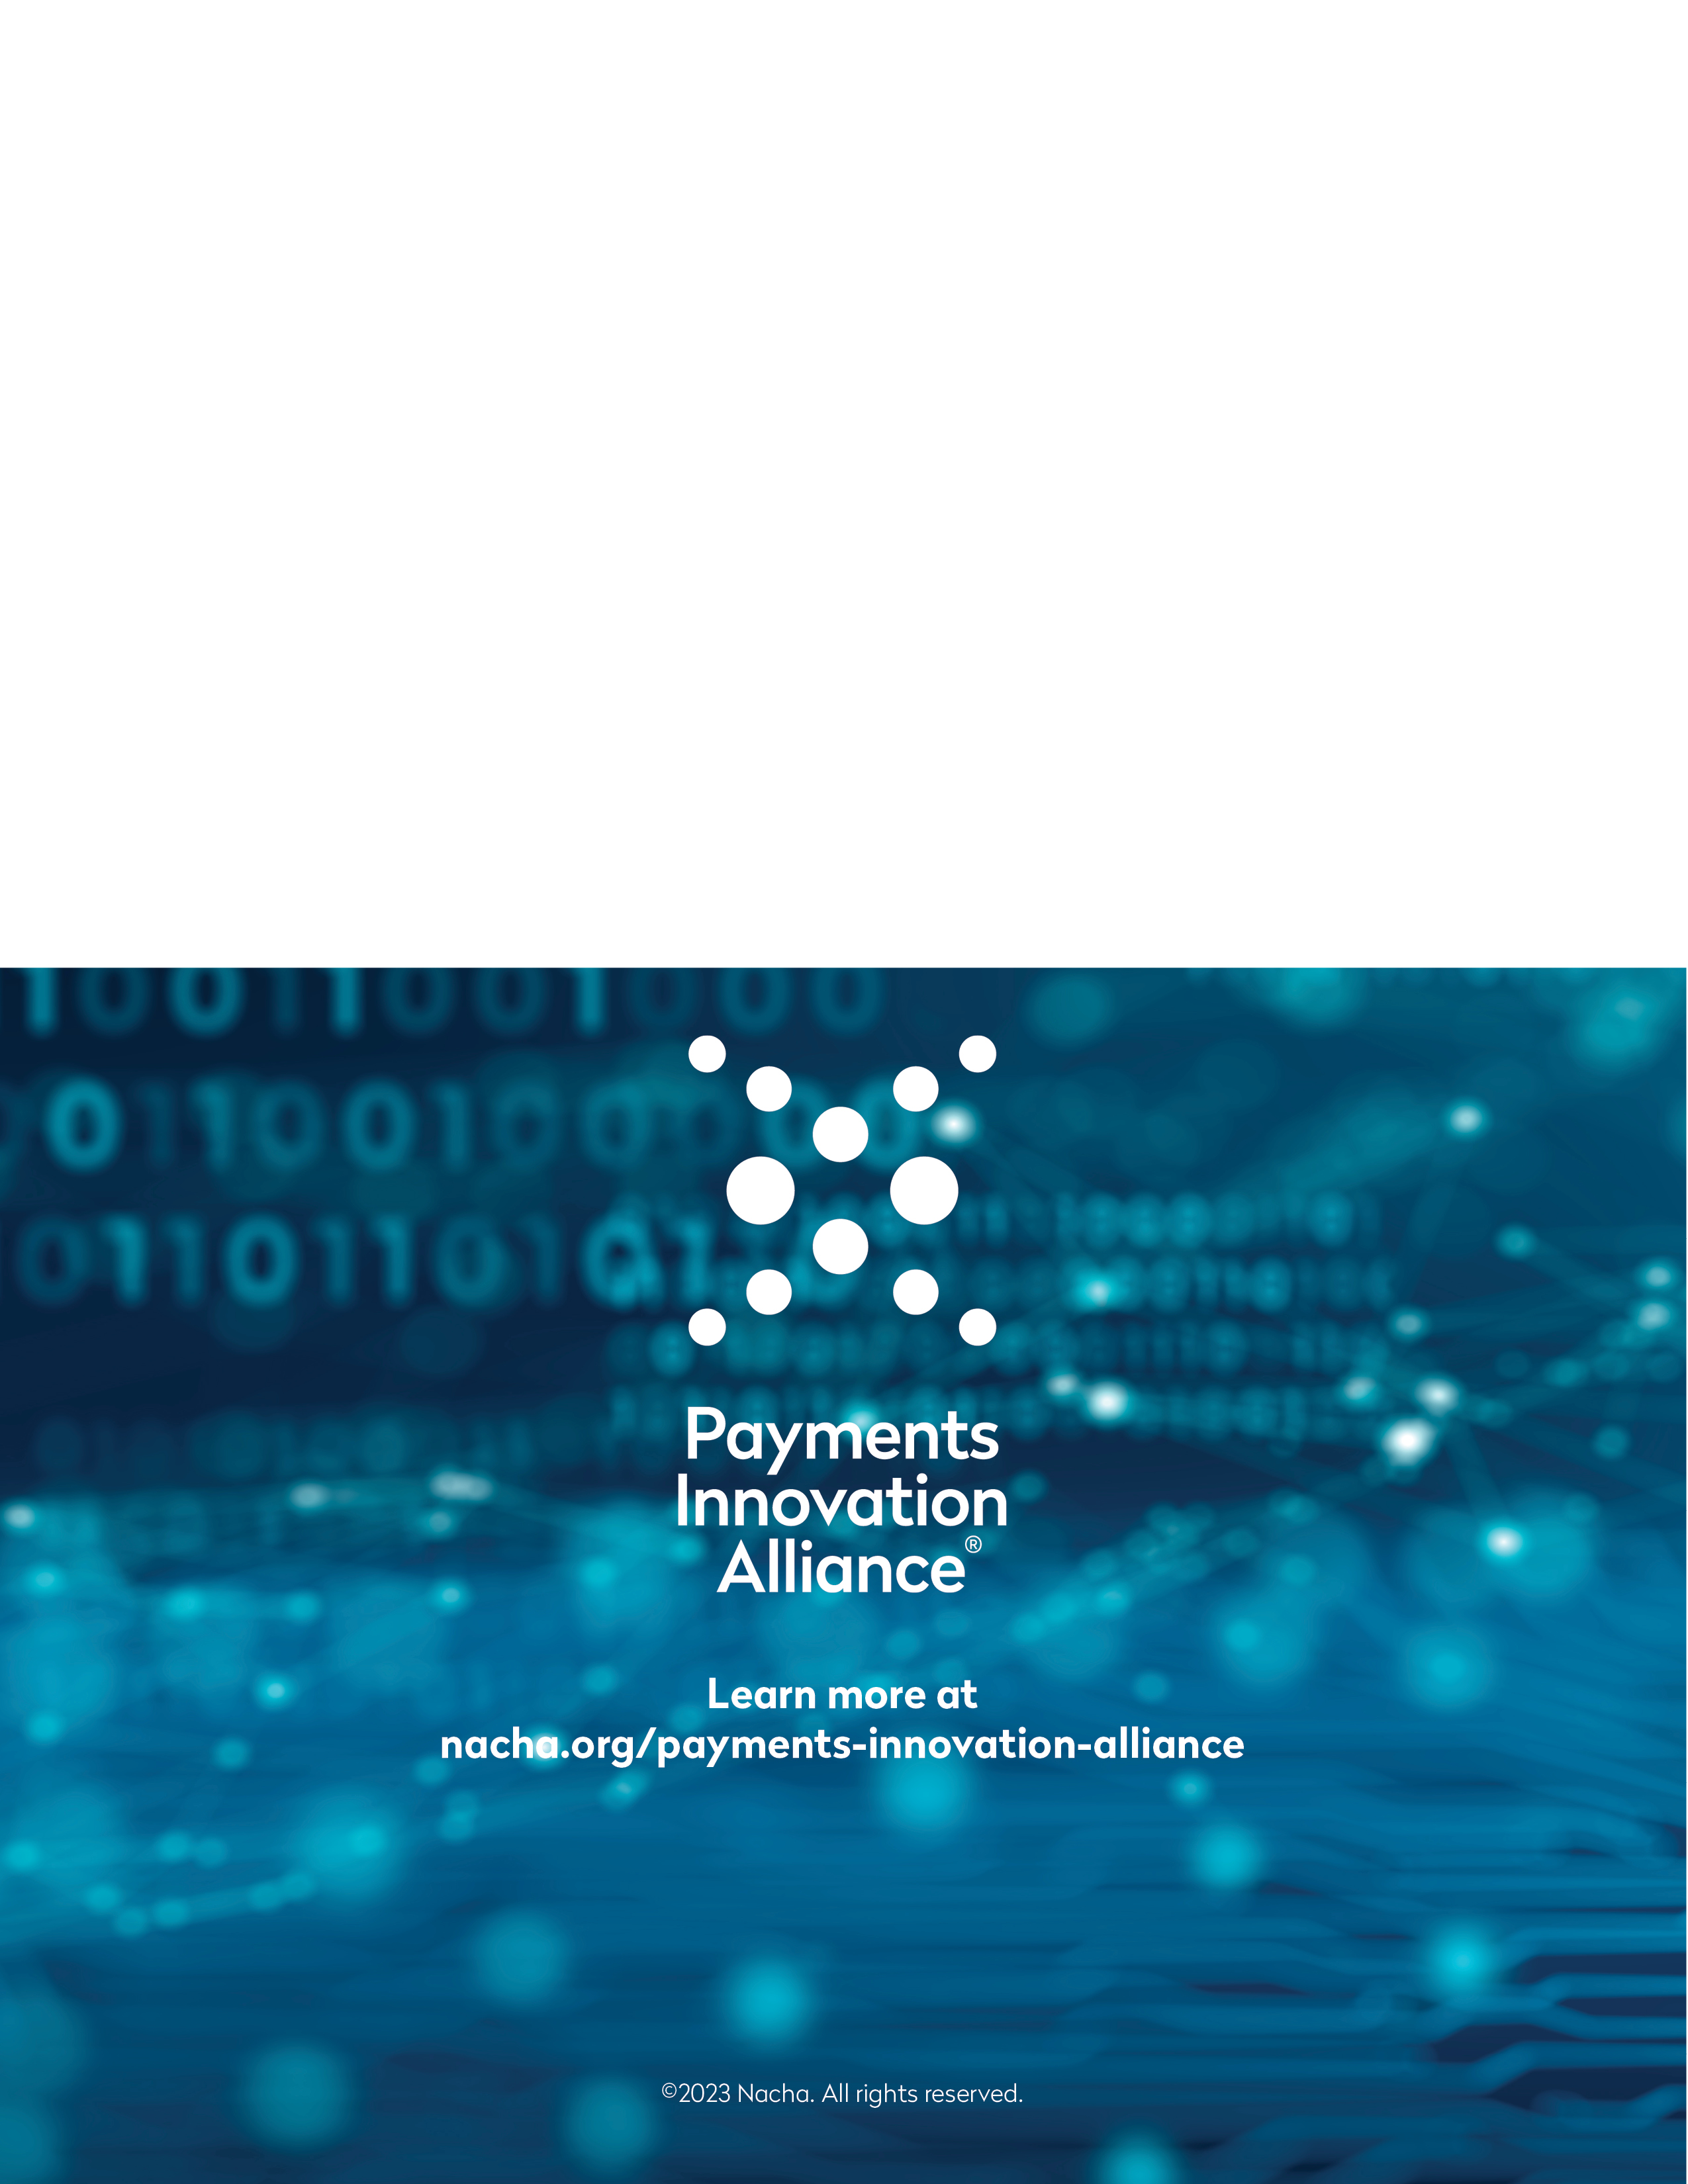 Payments
Innovation
Alliance®
Learn more at
nacha.org/payments-innovation-alliance
©2023 Nacha. All rights reserved.